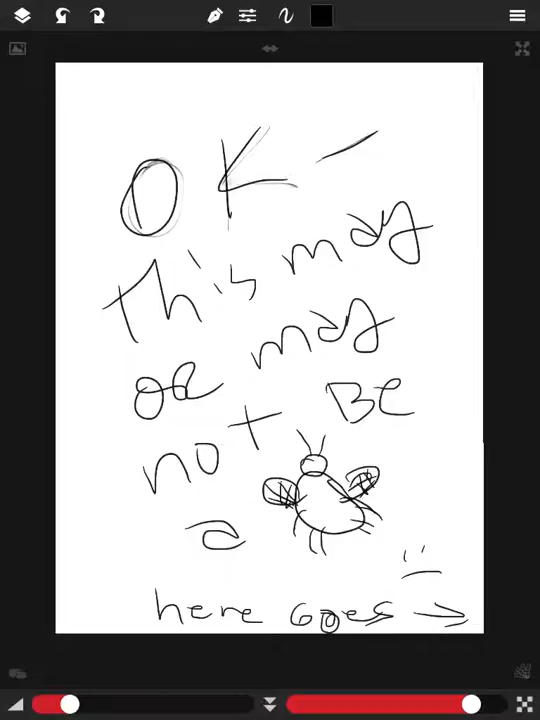 OK -
this may
or may
not Be
a
here goes →